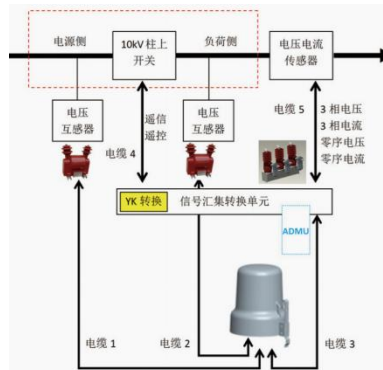 电源侧
10kV 柱上
开关
负荷侧
电压电流
传感器
电压
互感器
电缆 4
遥信
遥控
电压
互感器
电缆 5
3 相电压
3 相电流
零序电压
零序电流
YK 转换
信号汇集转换单元
ADMU
电缆 1
电缆 2
电缆 3